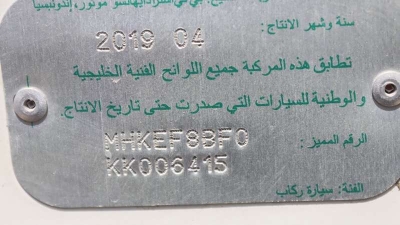 سنة وشهر الانتاج:
2019 04
تطابق هذه المركبة جميع اللوائح الفنية الخليجية
والوطنية للسيارات التي صدرت حتى تاريخ الانتاج.
الرقم المميز:
MHKEF8BF0
KK006415
الفئة: سيارة ركاب